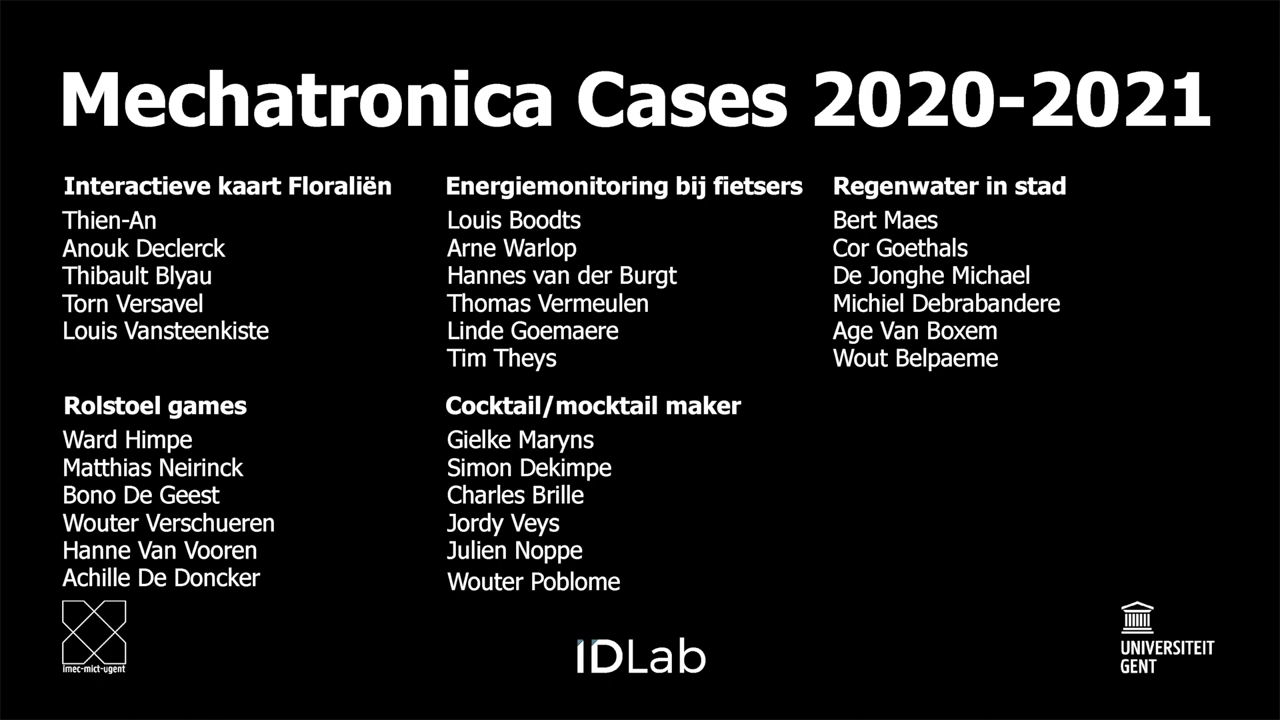 Mechatronica Cases 2020-2021
Interactieve kaart Floraliën
Thien-An
Anouk Declerck
Thibault Blyau
Torn Versavel
Louis Vansteenkiste
Energiemonitoring bij fietsers
Louis Boodts
Arne Warlop
Hannes van der Burgt
Thomas Vermeulen
Linde Goemaere
Tim Theys
Regenwater in stad
Bert Maes
Cor Goethals
De Jonghe Michael
Michiel Debrabandere
Age Van Boxem
Wout Belpaeme
Rolstoel games
Ward Himpe
Matthias Neirinck
Bono De Geest
Wouter Verschueren
Hanne Van Vooren
Achille De Doncker
Cocktail/mocktail maker
Gielke Maryns
Simon Dekimpe
Charles Brille
Jordy Veys
Julien Noppe
Wouter Poblome
imec-mict-ugent
IDLab
UNIVERSITEIT
GENT